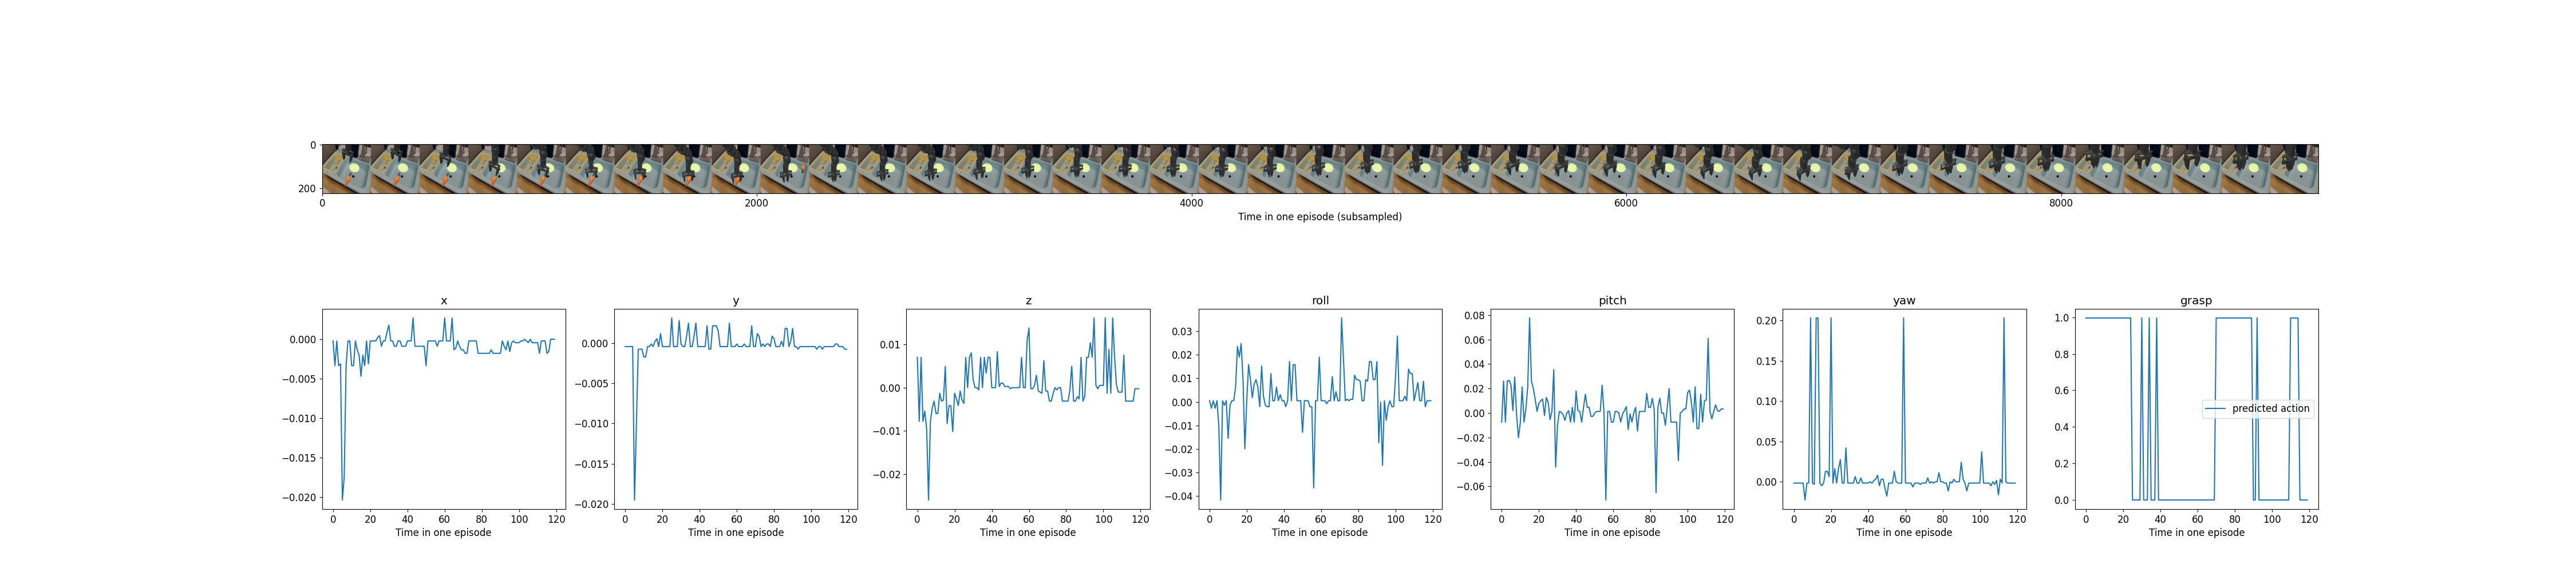 0
200
0 2000 4000 6000 8000
Time in one episode (subsampled)
x
0.000
−0.005
−0.010
−0.015
−0.020
0 20 40 60 80 100 120
Time in one episode
y
0.000
−0.005
−0.010
−0.015
−0.020
0 20 40 60 80 100 120
Time in one episode
z
0.01
0.00
−0.01
−0.02
0 20 40 60 80 100 120
Time in one episode
roll
0.03
0.02
0.01
0.00
−0.01
−0.02
−0.03
−0.04
0 20 40 60 80 100 120
Time in one episode
pitch
0.08
0.06
0.04
0.02
0.00
−0.02
−0.04
−0.06
0 20 40 60 80 100 120
Time in one episode
yaw
0.20
0.15
0.10
0.05
0.00
0 20 40 60 80 100 120
Time in one episode
grasp
1.0
0.8
0.6
0.4
0.2
0.0
predicted action
0 20 40 60 80 100 120
Time in one episode